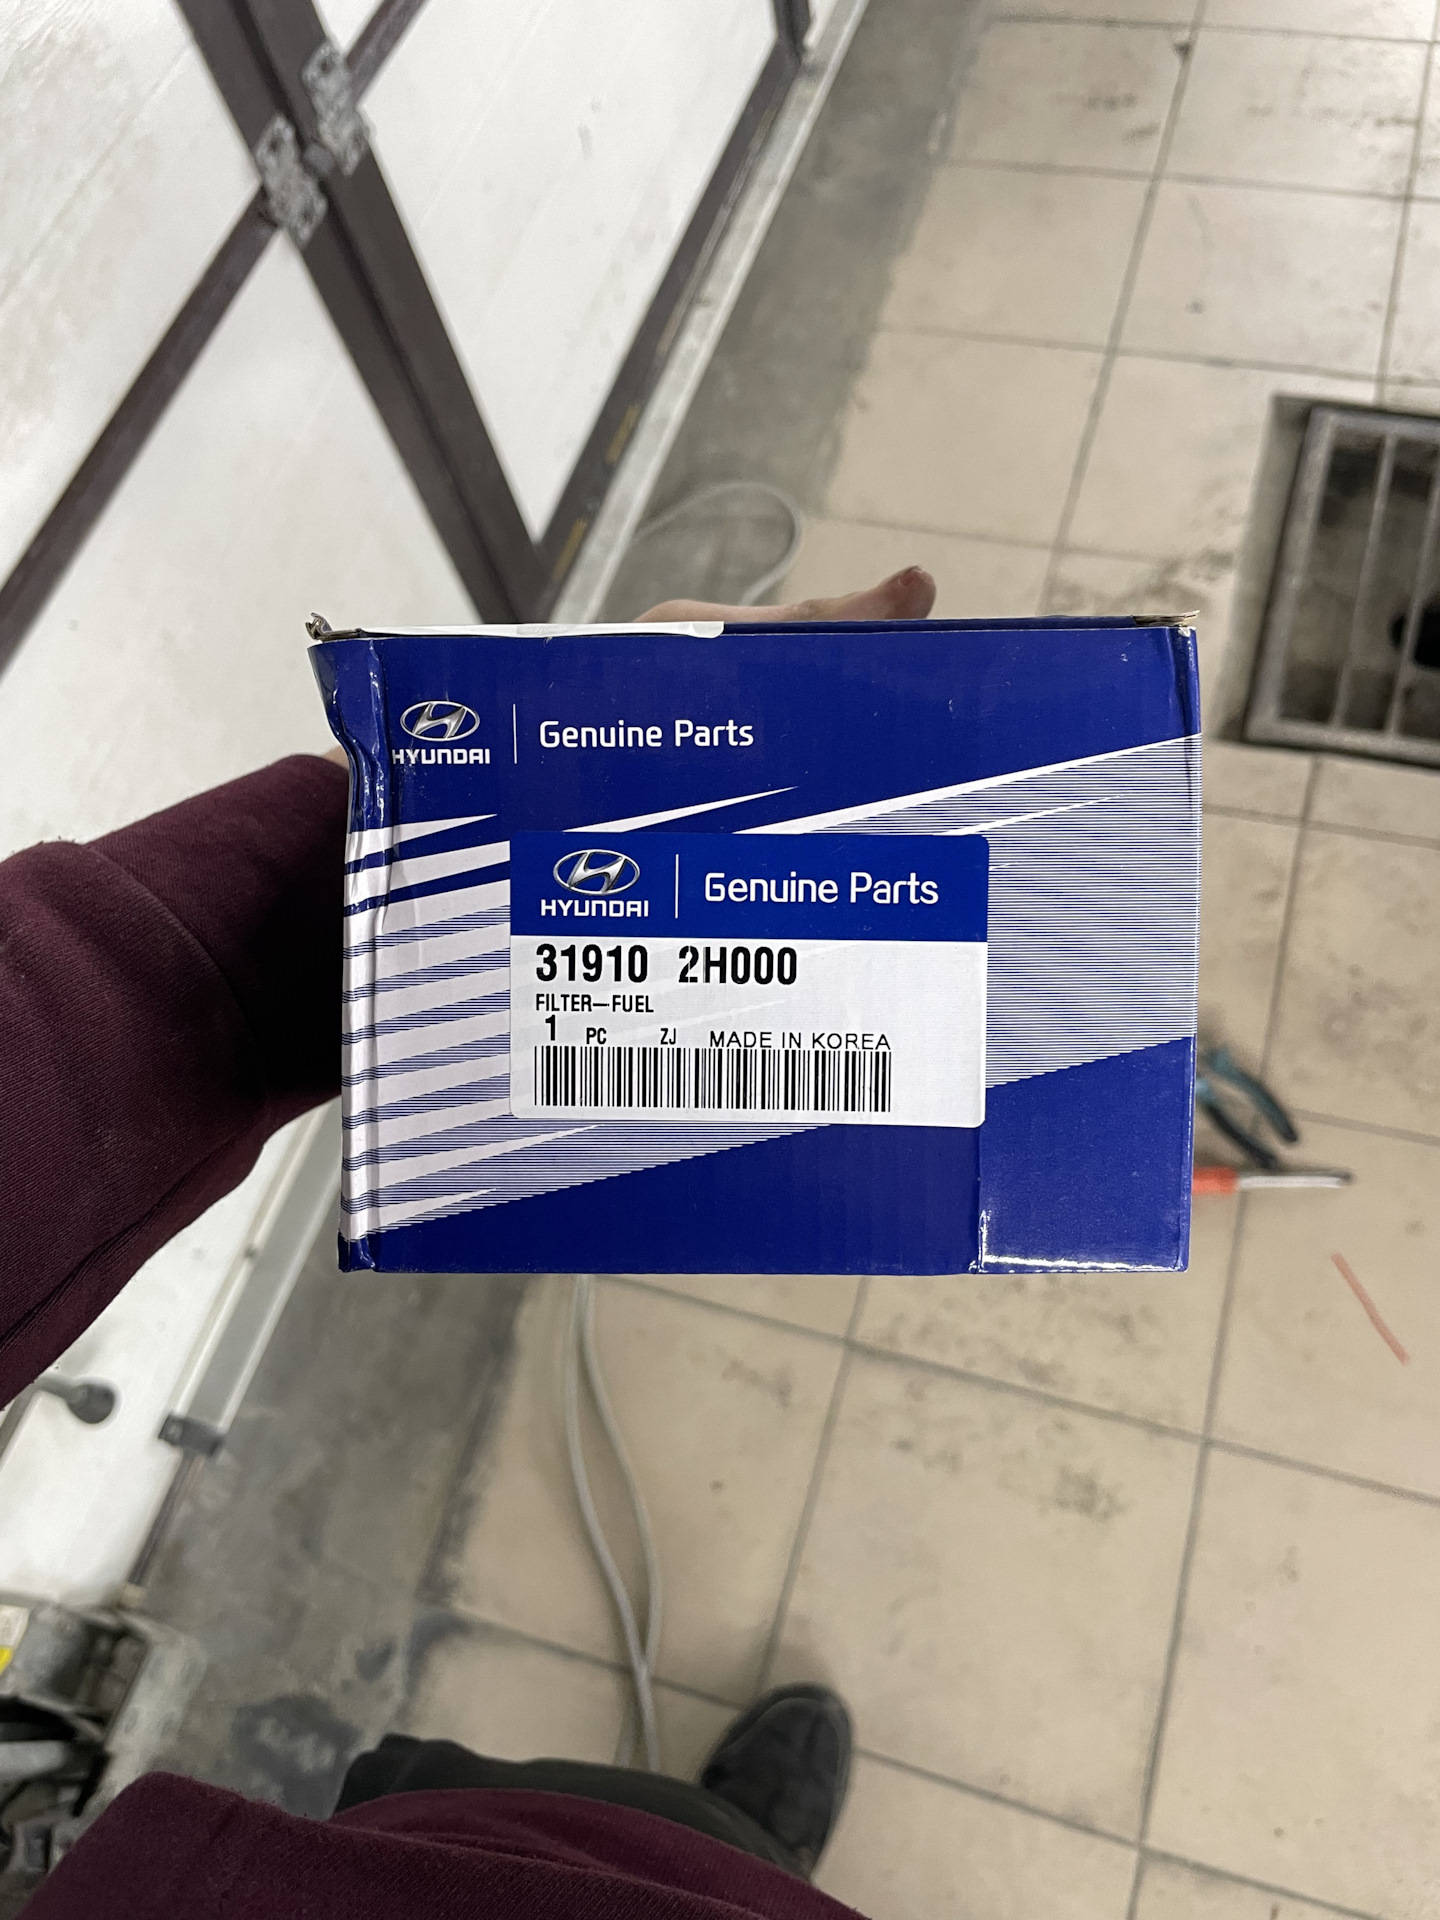 HYUNDAI Genuine Parts
HYUNDAI Genuine Parts
31910 2H000
FILTER-FUEL
1 PC ZJ MADE IN KOREA